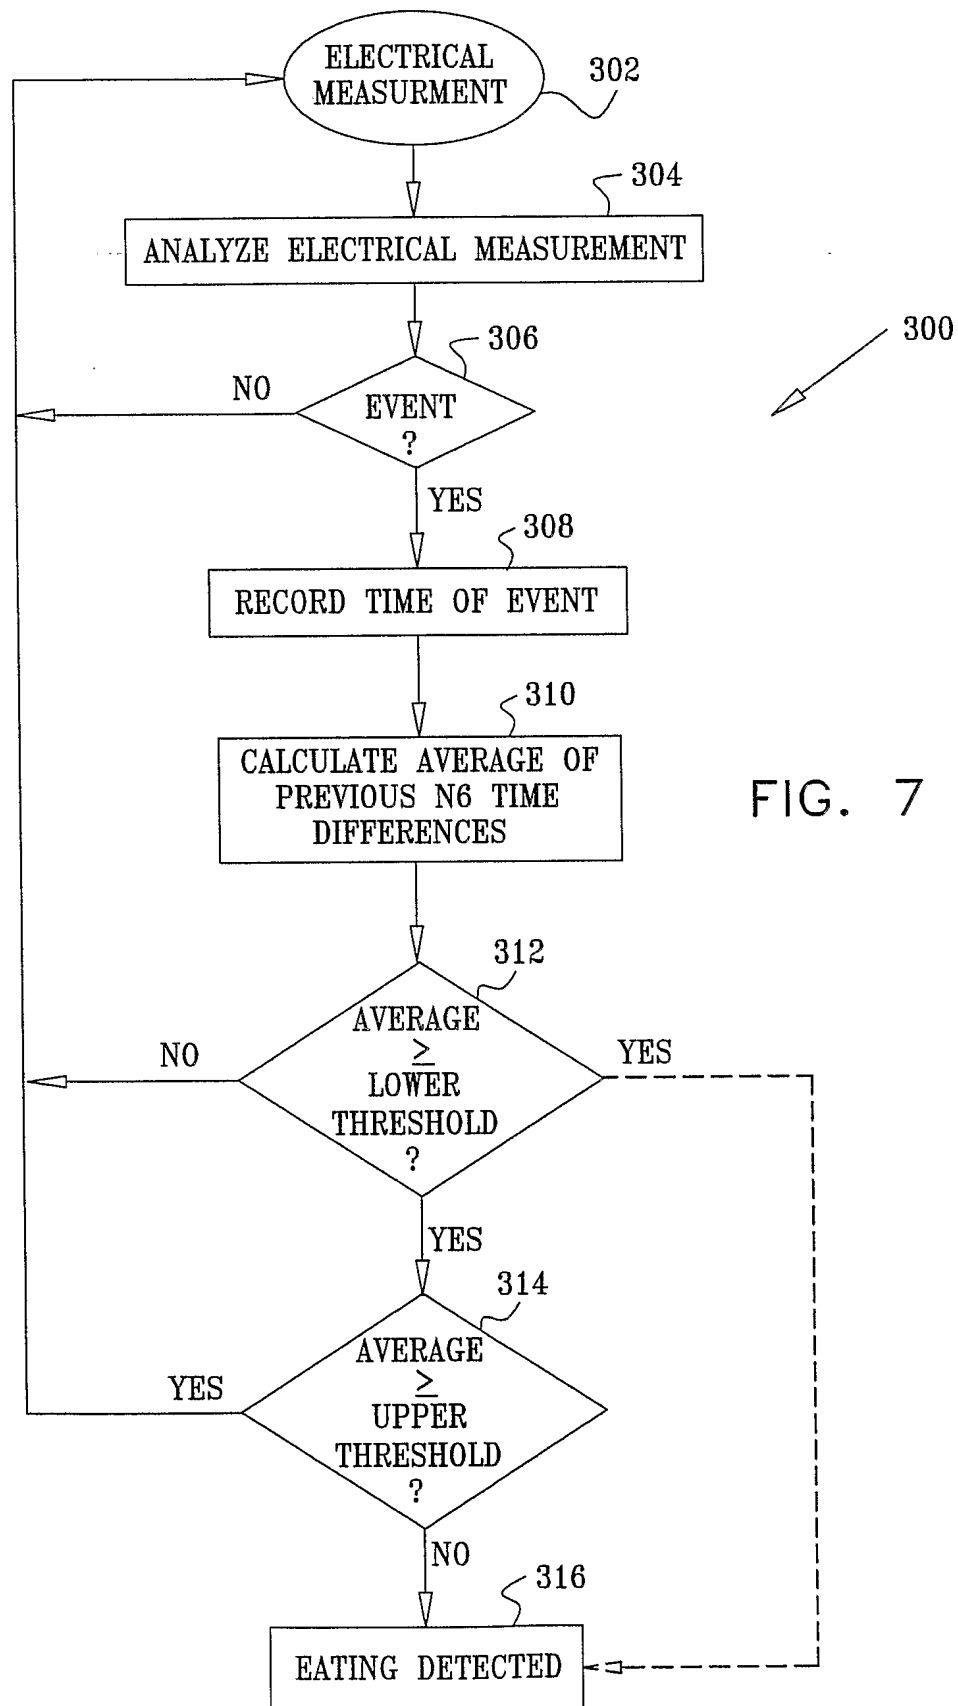 ELECTRICAL
MEASURMENT
302
304
ANALYZE ELECTRICAL MEASUREMENT
306
300
NO
EVENT
?
YES
308
RECORD TIME OF EVENT
310
CALCULATE AVERAGE OF
PREVIOUS N6 TIME
DIFFERENCES
FIG. 7
312
AVERAGE
≥
LOWER
THRESHOLD
?
NO
YES
YES
314
AVERAGE
≥
UPPER
THRESHOLD
?
YES
NO
316
EATING DETECTED